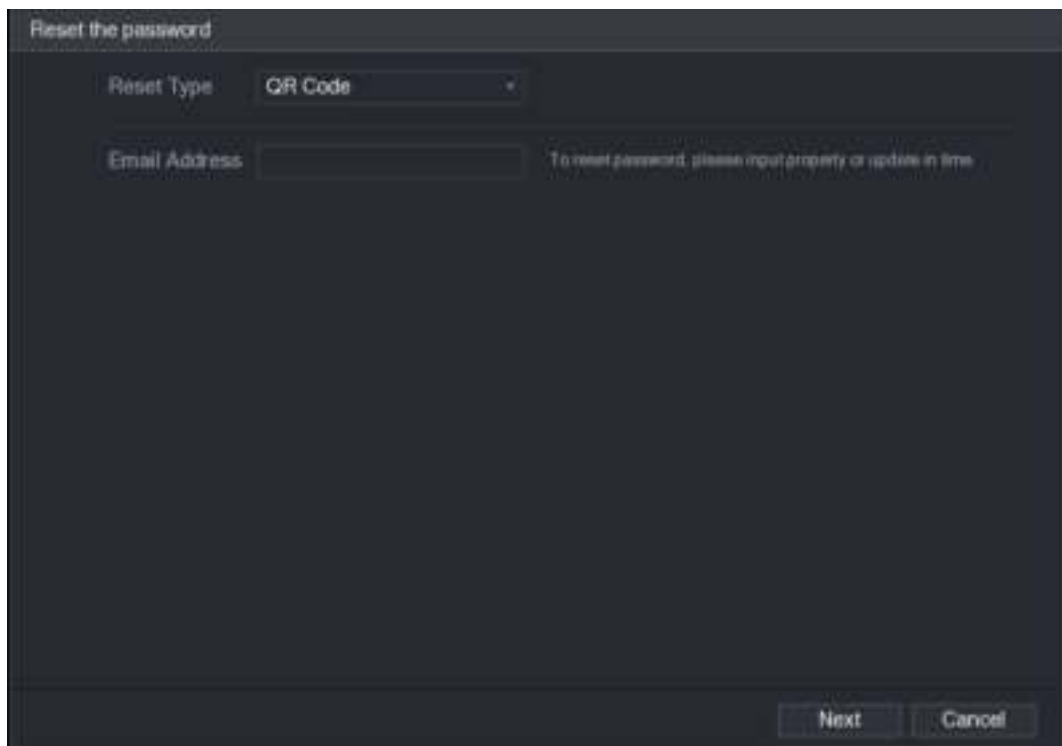 Reset the password
Reset Type QR Code
Email Address To reset password, please input property or update in time
Next Cancel